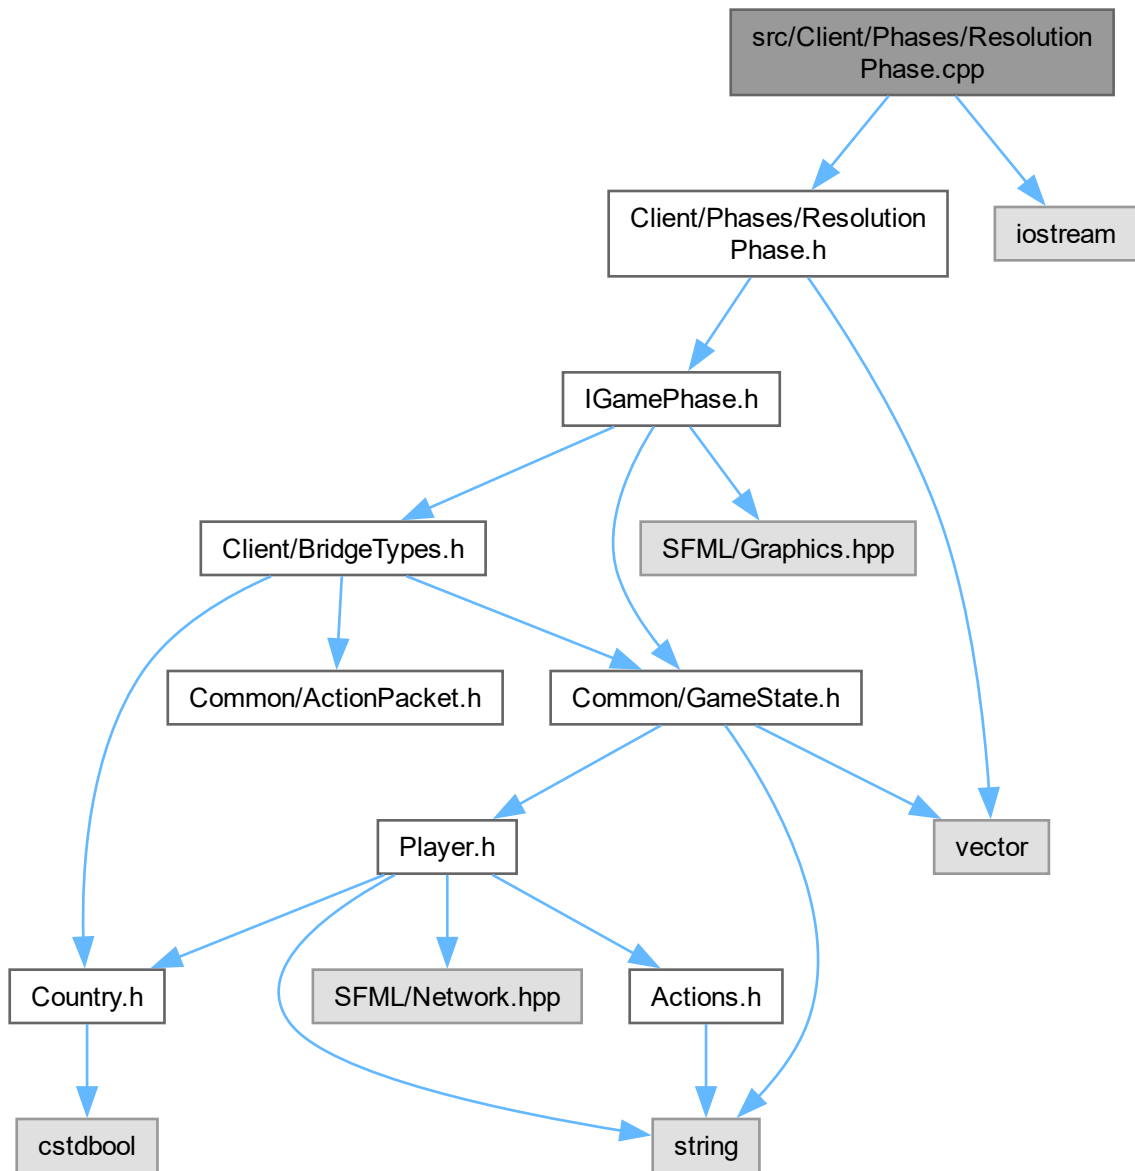 src/Client/Phases/Resolution
Phase.cpp
Client/Phases/Resolution
Phase.h
iostream
IGamePhase.h
Client/BridgeTypes.h
SFML/Graphics.hpp
Common/ActionPacket.h
Common/GameState.h
Player.h
vector
Country.h
SFML/Network.hpp
Actions.h
cstdbool
string